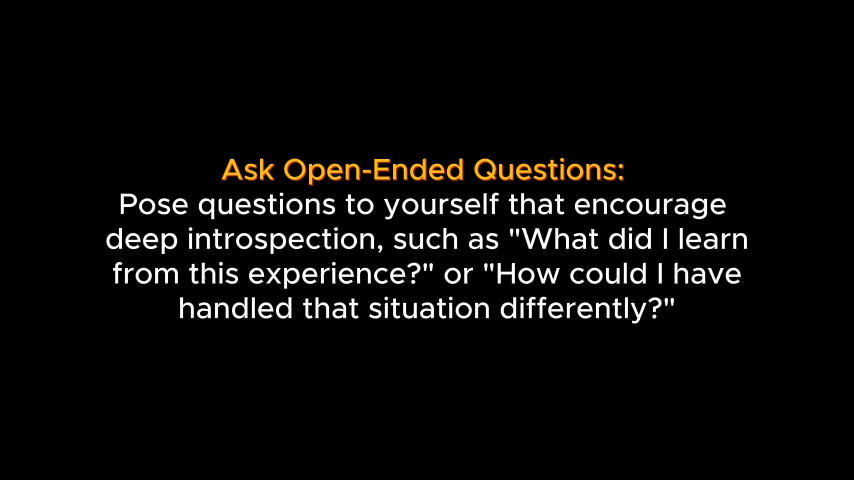 Ask Open-Ended Questions:
Pose questions to yourself that encourage
deep introspection, such as "What did I learn
from this experience?" or "How could I have
handled that situation differently?"